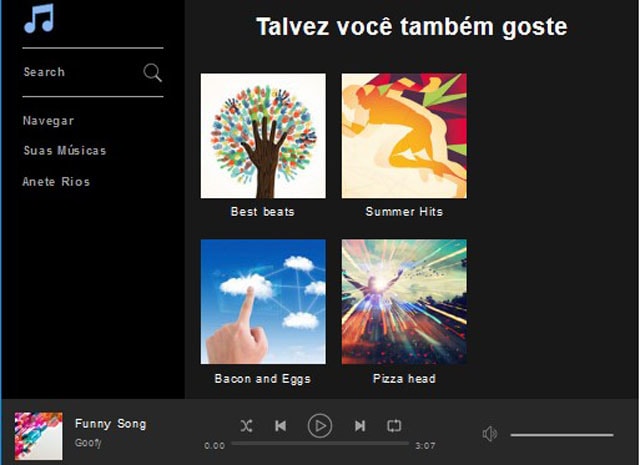 Talvez você também goste
Search
Navegar
Suas Músicas
Anete Rios
Best beats
Summer Hits
Bacon and Eggs
Pizza head
Funny Song
Goofy
0.00
3:07